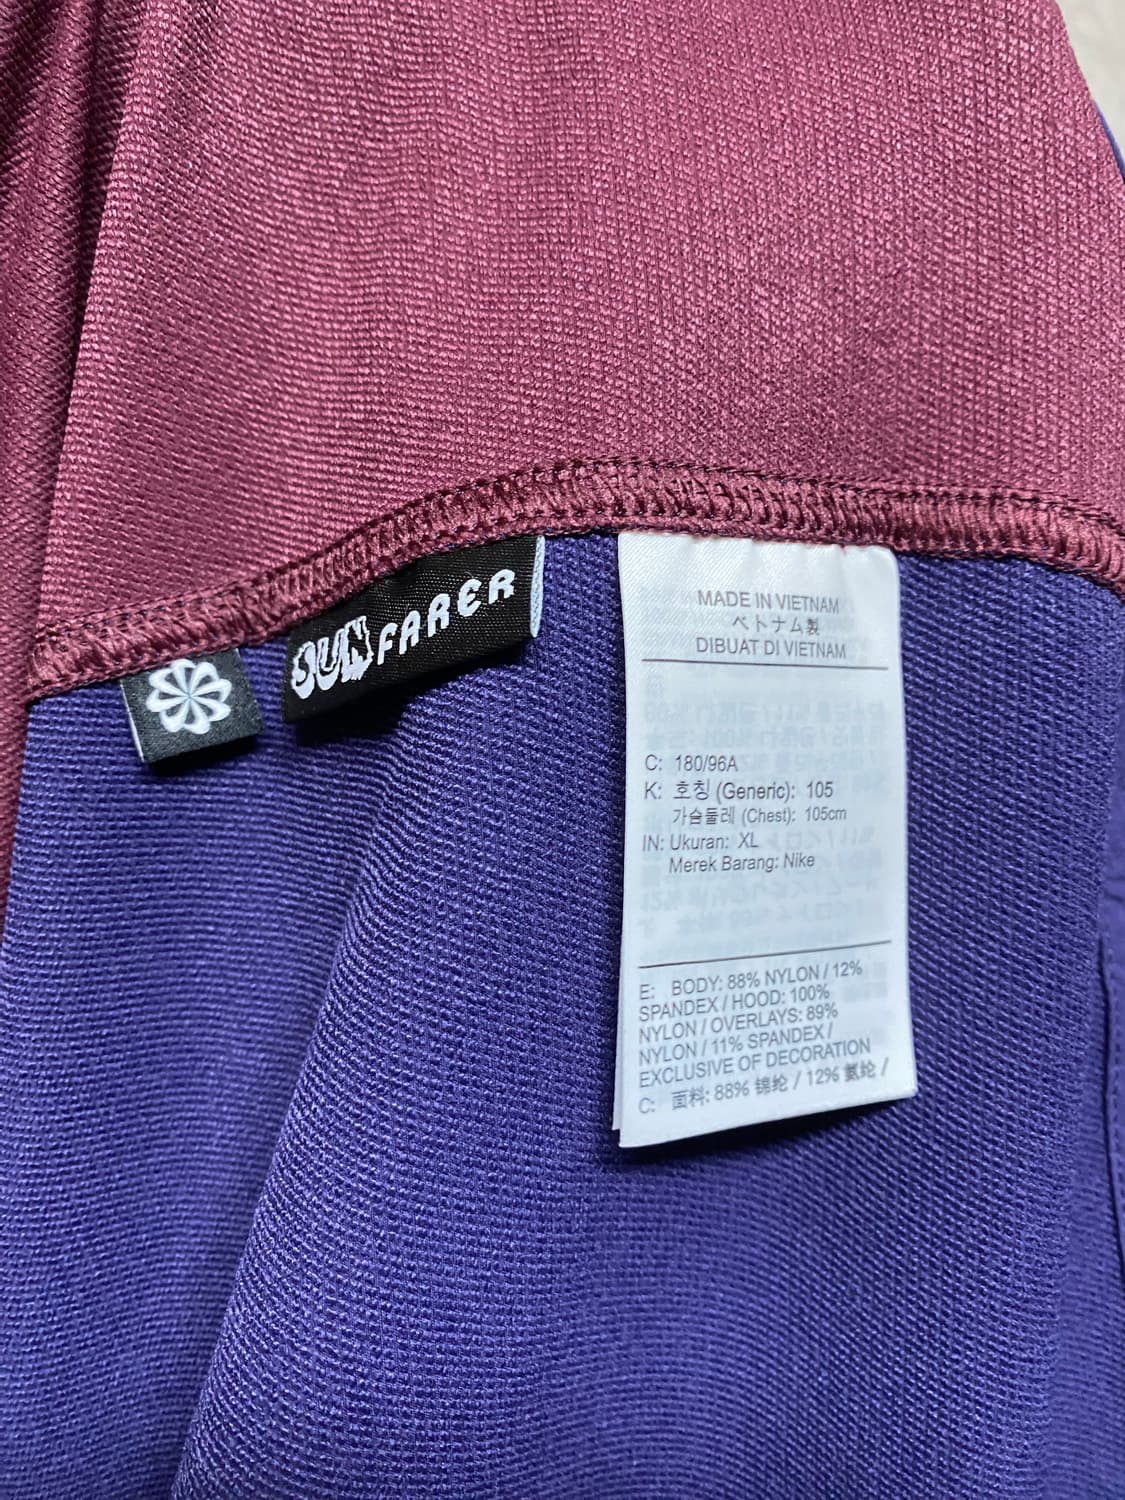 SUN FARER
MADE IN VIETNAM
ベトナム製
DIBUAT DI VIETNAM
C: 180/96A
K: 호칭 (Generic): 105
가슴둘레 (Chest): 105cm
IN: Ukuran: XL
Merek Barang: Nike
E: BODY: 88% NYLON / 12%
SPANDEX / HOOD: 100%
NYLON / OVERLAYS: 89%
NYLON / 11% SPANDEX /
EXCLUSIVE OF DECORATION
C: 面料: 88% 锦纶 / 12% 氨纶 /